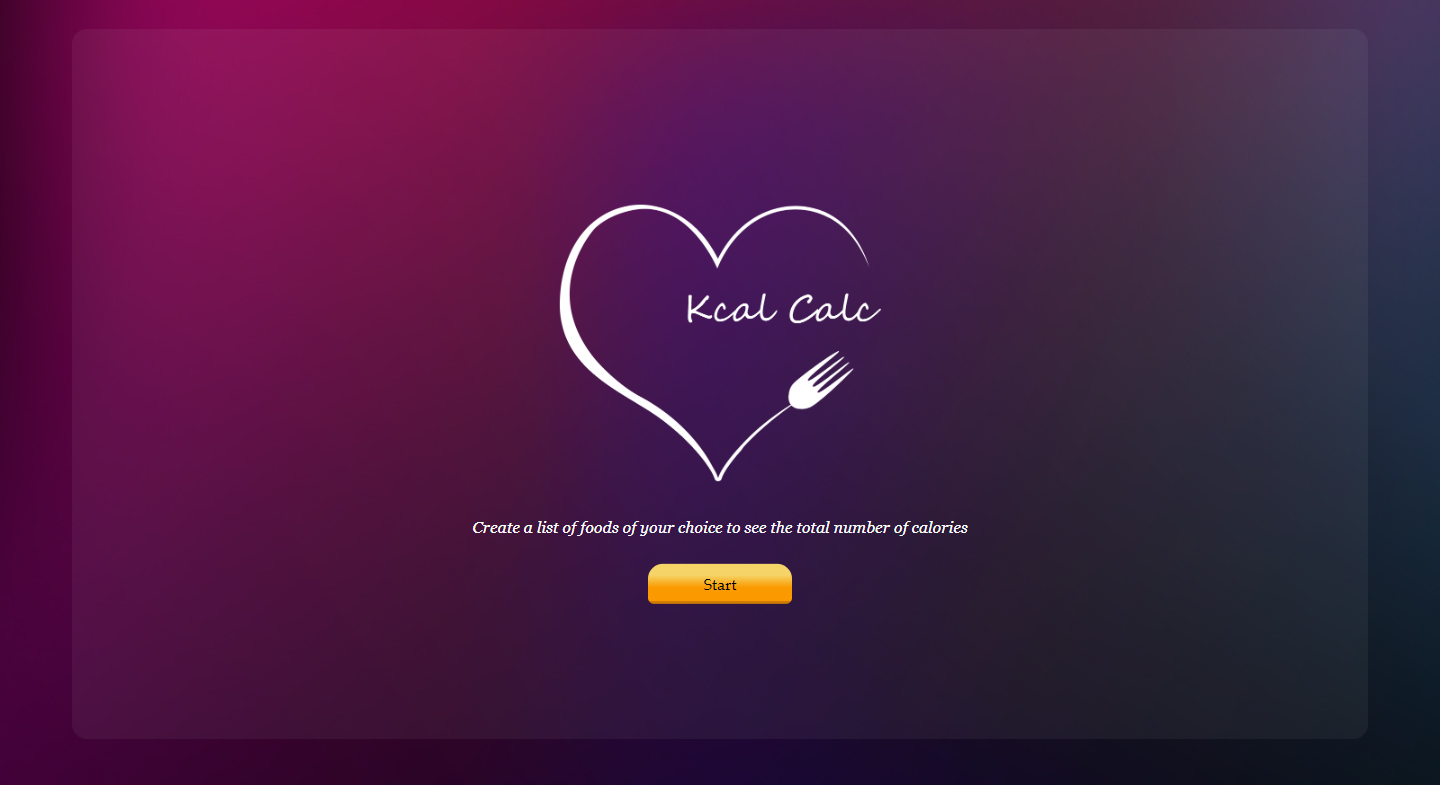 Kcal Calc
Create a list of foods of your choice to see the total number of calories
Start